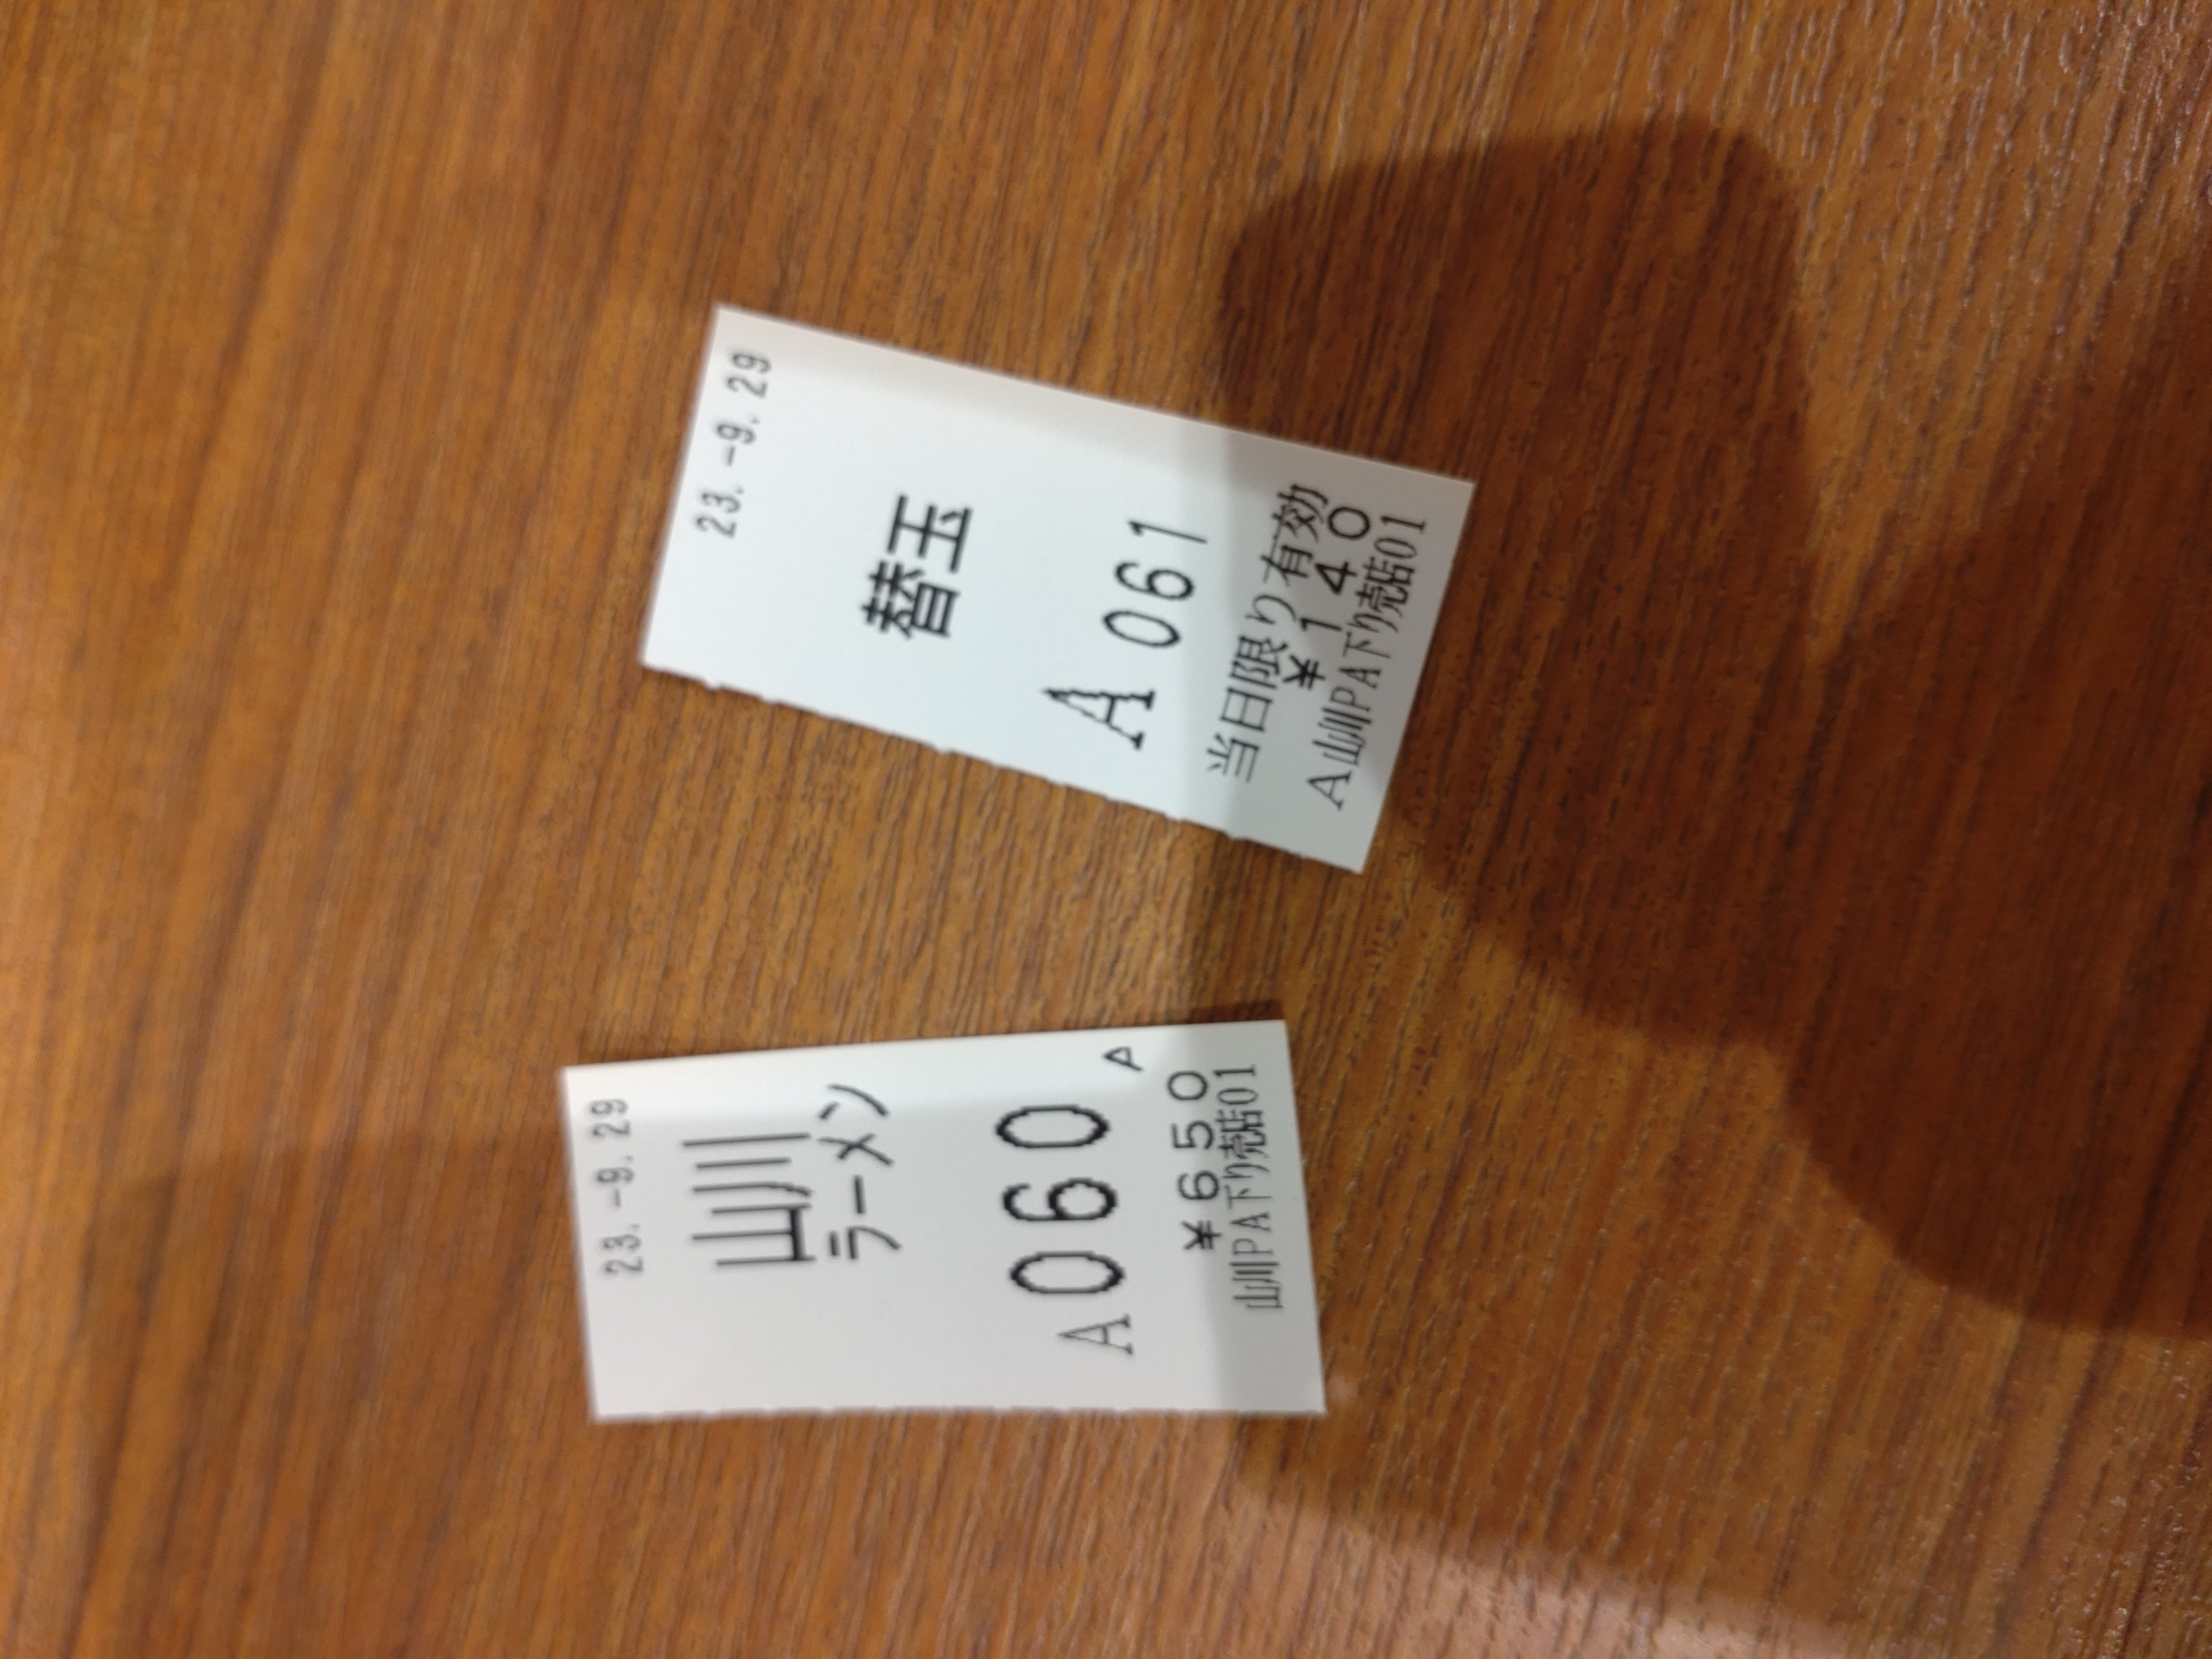 23.-9.29
替玉
A 061
当日限り有効
¥140
A山川PA下り売店01
23.-9.29
山川
ラーメン
A 060 A
¥650
山川PA下り売店01